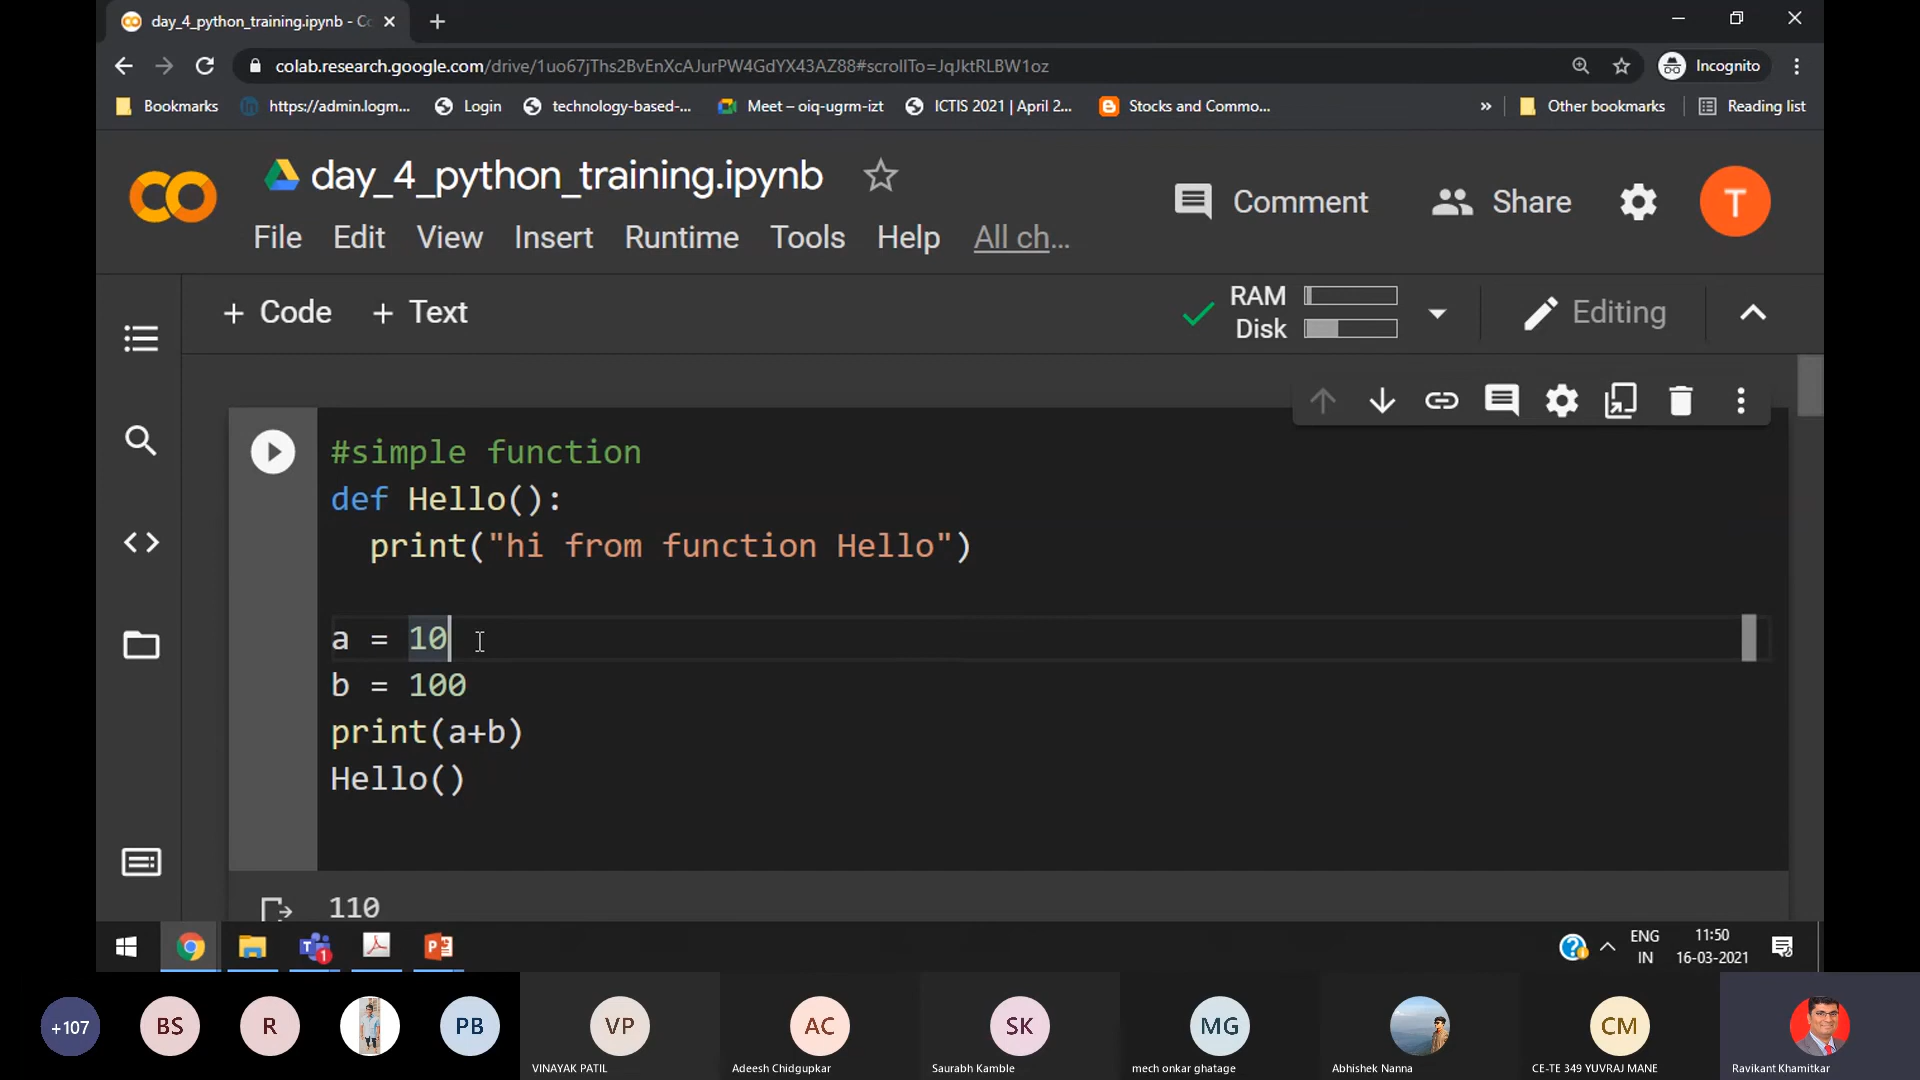 day_4_python_training.ipynb - Co
colab.research.google.com/drive/1uo67jThs2BvEnXcAJurPW4GdYX43AZ88#scrollTo=JqJktRLBW1oz
Incognito
Bookmarks
https://admin.logm...
Login
technology-based-...
Meet – oiq-ugrm-izt
ICTIS 2021 | April 2...
Stocks and Commo...
»
Other bookmarks
Reading list
day_4_python_training.ipynb
Comment
Share
T
File Edit View Insert Runtime Tools Help All ch...
+ Code + Text
RAM
Disk
Editing
#simple function
def Hello():
print("hi from function Hello")
a = 10
b = 100
print(a+b)
Hello()
110
1
ENG
IN
11:50
16-03-2021
+107
BS
R
PB
VP
VINAYAK PATIL
AC
Adeesh Chidgupkar
SK
Saurabh Kamble
MG
mech onkar ghatage
Abhishek Nanna
CM
CE-TE 349 YUVRAJ MANE
Ravikant Khamitkar